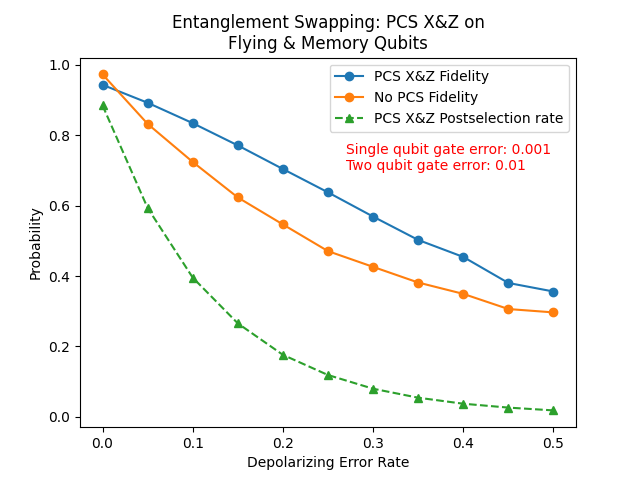 Entanglement Swapping: PCS X&Z on
Flying & Memory Qubits
PCS X&Z Fidelity
No PCS Fidelity
PCS X&Z Postselection rate
Single qubit gate error: 0.001
Two qubit gate error: 0.01
Probability
1.0
0.8
0.6
0.4
0.2
0.0
0.0 0.1 0.2 0.3 0.4 0.5
Depolarizing Error Rate